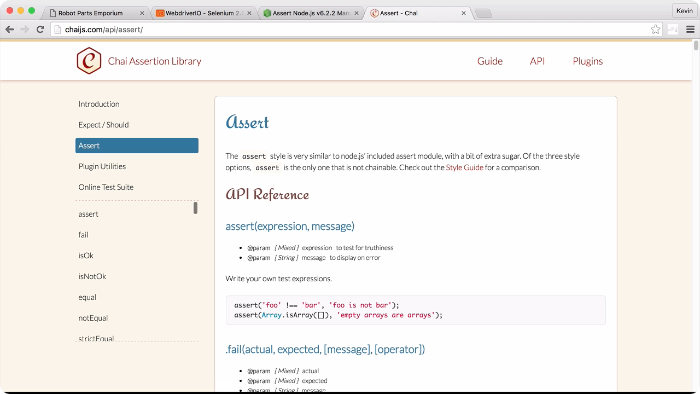 Robot Parts Emporium
WebdriverIO - Selenium 2.
Assert Node.js v6.2.2 Man
Assert - Chai
Kevin
chaijs.com/api/assert/
Chai Assertion Library
Guide
API
Plugins
Introduction
Expect / Should
Assert
Plugin Utilities
Online Test Suite
assert
fail
isOk
isNotOk
equal
notEqual
strictEqual
Assert
The assert style is very similar to node.js' included assert module, with a bit of extra sugar. Of the three style
options, assert is the only one that is not chainable. Check out the Style Guide for a comparison.
API Reference
assert(expression, message)
@param [Mixed] expression to test for truthiness
@param [String] message to display on error
Write your own test expressions.
assert('foo' !== 'bar', 'foo is not bar');
assert(Array.isArray([]), 'empty arrays are arrays');
.fail(actual, expected, [message], [operator])
@param [Mixed] actual
@param [Mixed] expected
@param [String] message